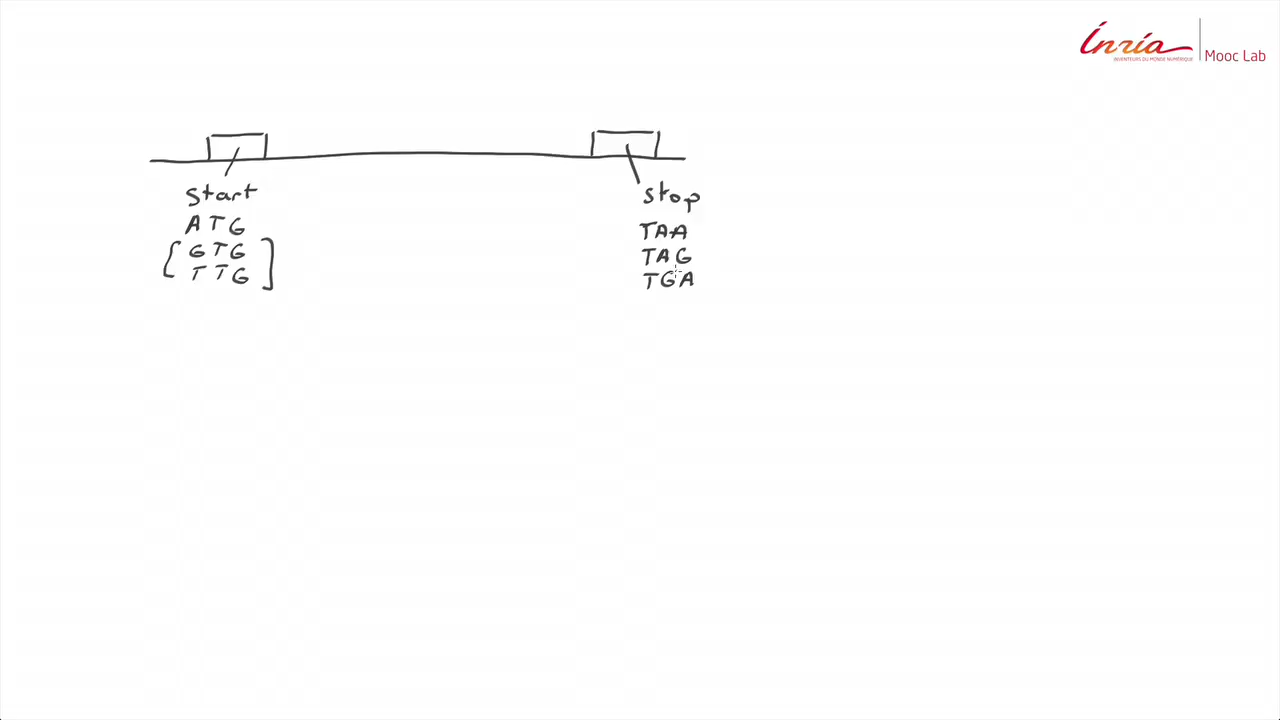 Inria
INVENTEURS DU MONDE NUMÉRIQUE
Mooc Lab
Start
ATG
[GTG
TTG]
Stop
TAA
TAG
TGA